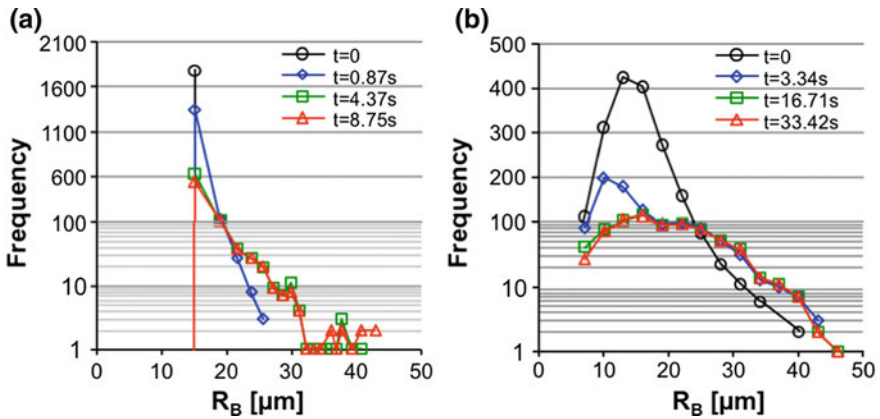 (a)
2100
1600
1100
600
100
10
1
Frequency
0 10 20 30 40 50
R_B [µm]
t=0
t=0.87s
t=4.37s
t=8.75s
(b)
500
400
300
200
100
10
1
Frequency
0 10 20 30 40 50
R_B [µm]
t=0
t=3.34s
t=16.71s
t=33.42s